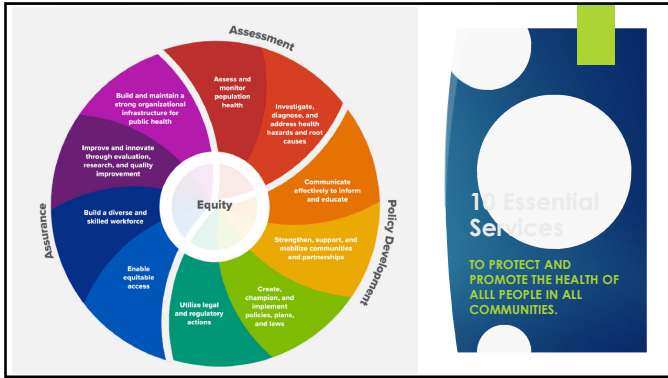 Assessment
Assess and
monitor
population
health
Investigate,
diagnose, and
address health
hazards and root
causes
Communicate
effectively to inform
and educate
Strengthen, support, and
mobilize communities
and partnerships
Create,
champion, and
implement
policies, plans,
and laws
Utilize legal
and regulatory
actions
Enable
equitable
access
Build a diverse and
skilled workforce
Improve and innovate
through evaluation,
research, and quality
improvement
Build and maintain a
strong organizational
infrastructure for
public health
Equity
Policy Development
Assurance
10 Essential
Services
TO PROTECT AND
PROMOTE THE HEALTH OF
ALLL PEOPLE IN ALL
COMMUNITIES.